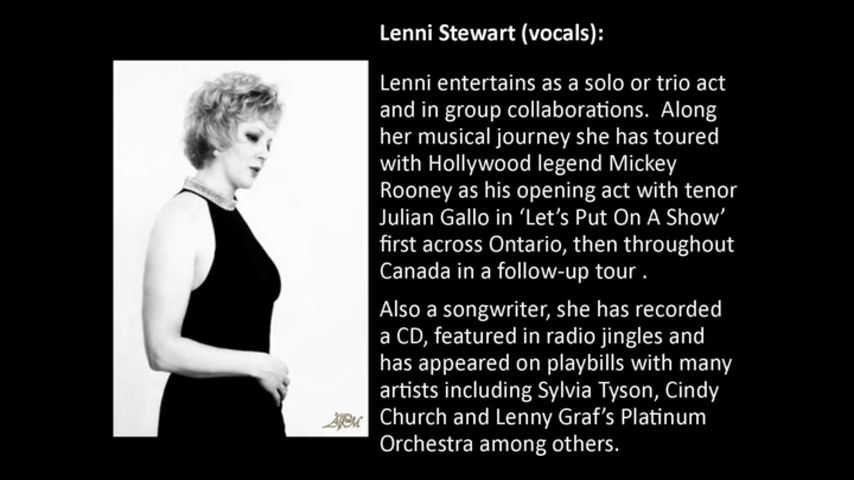 Lenni Stewart (vocals):
Lenni entertains as a solo or trio act
and in group collaborations.  Along
her musical journey she has toured
with Hollywood legend Mickey
Rooney as his opening act with tenor
Julian Gallo in ‘Let’s Put On A Show’
first across Ontario, then throughout
Canada in a follow-up tour .
Also a songwriter, she has recorded
a CD, featured in radio jingles and
has appeared on playbills with many
artists including Sylvia Tyson, Cindy
Church and Lenny Graf’s Platinum
Orchestra among others.